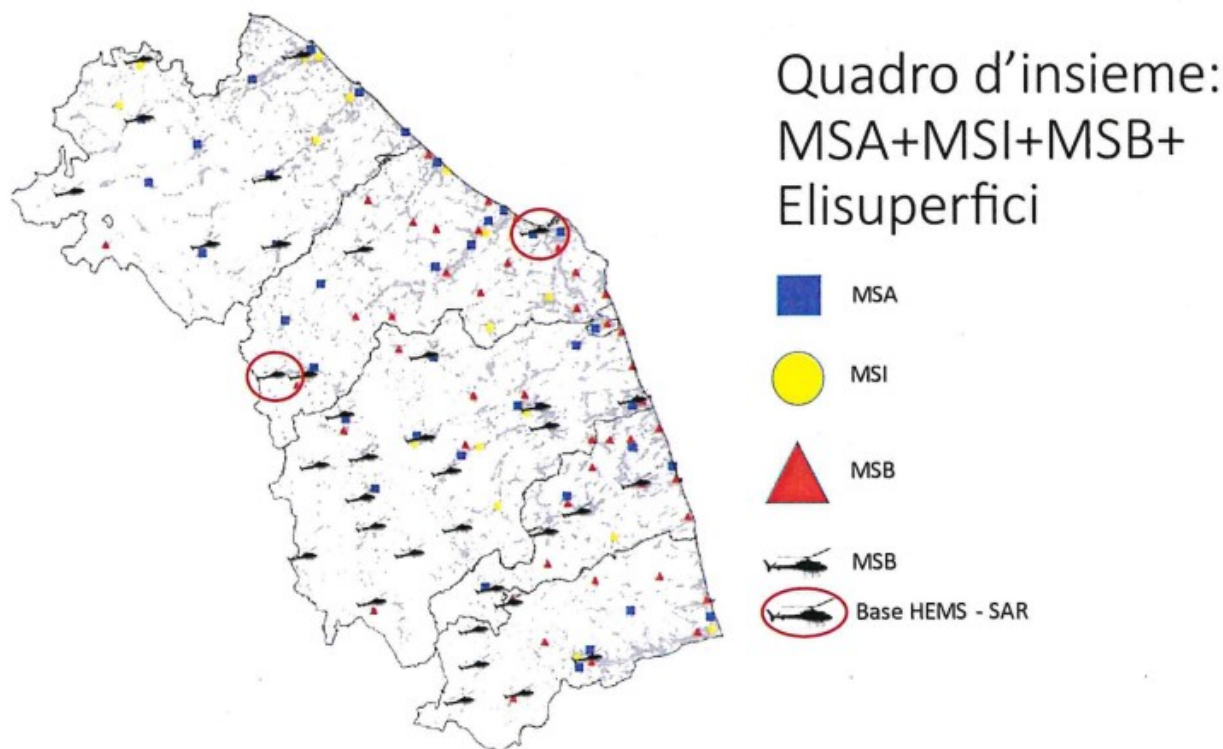 Quadro d'insieme:
MSA+MSI+MSB+
Elisuperfici
MSA
MSI
MSB
MSB
Base HEMS - SAR